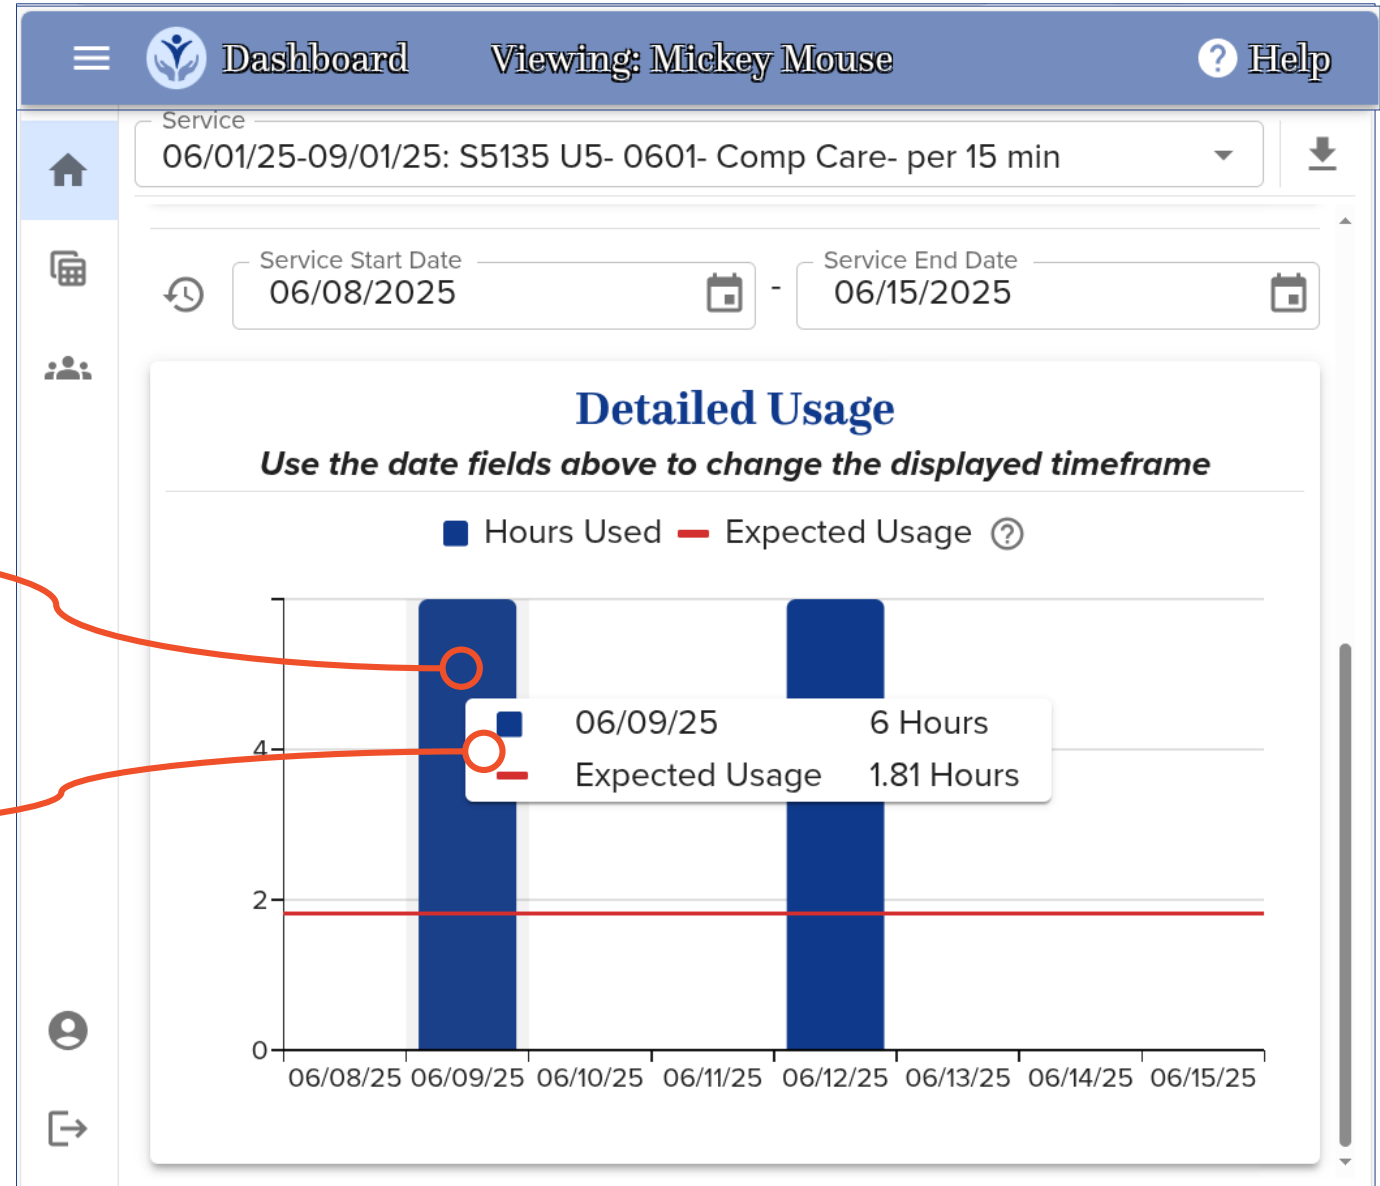 Dashboard Viewing: Mickey Mouse Help
Service
06/01/25-09/01/25: S5135 U5- 0601- Comp Care- per 15 min
Service Start Date
06/08/2025
-
Service End Date
06/15/2025
Detailed Usage
Use the date fields above to change the displayed timeframe
Hours Used Expected Usage ?
06/09/25 6 Hours
Expected Usage 1.81 Hours
4
2
0
06/08/25 06/09/25 06/10/25 06/11/25 06/12/25 06/13/25 06/14/25 06/15/25